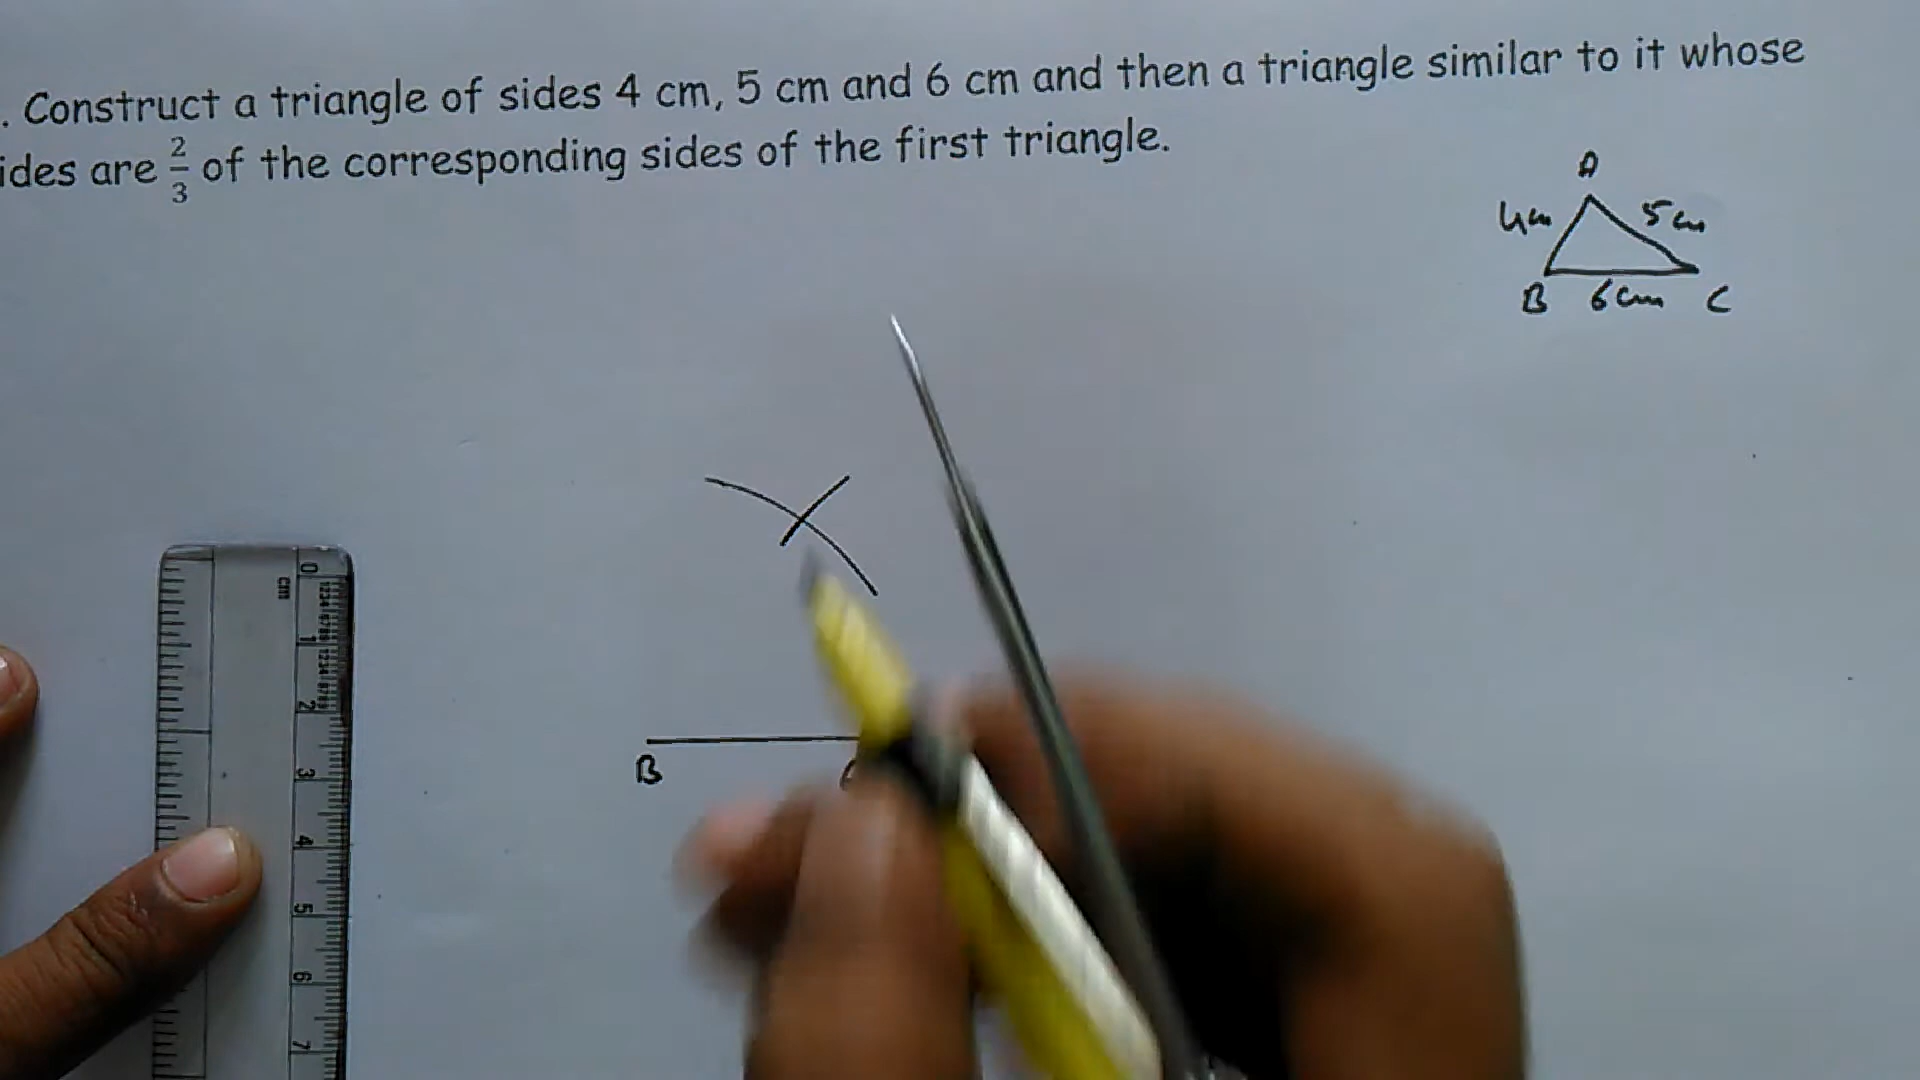 . Construct a triangle of sides 4 cm, 5 cm and 6 cm and then a triangle similar to it whose
ides are 2/3 of the corresponding sides of the first triangle.
A
4cm 5cm
B 6cm C
B
0
cm
1
2
3
4
5
6
7